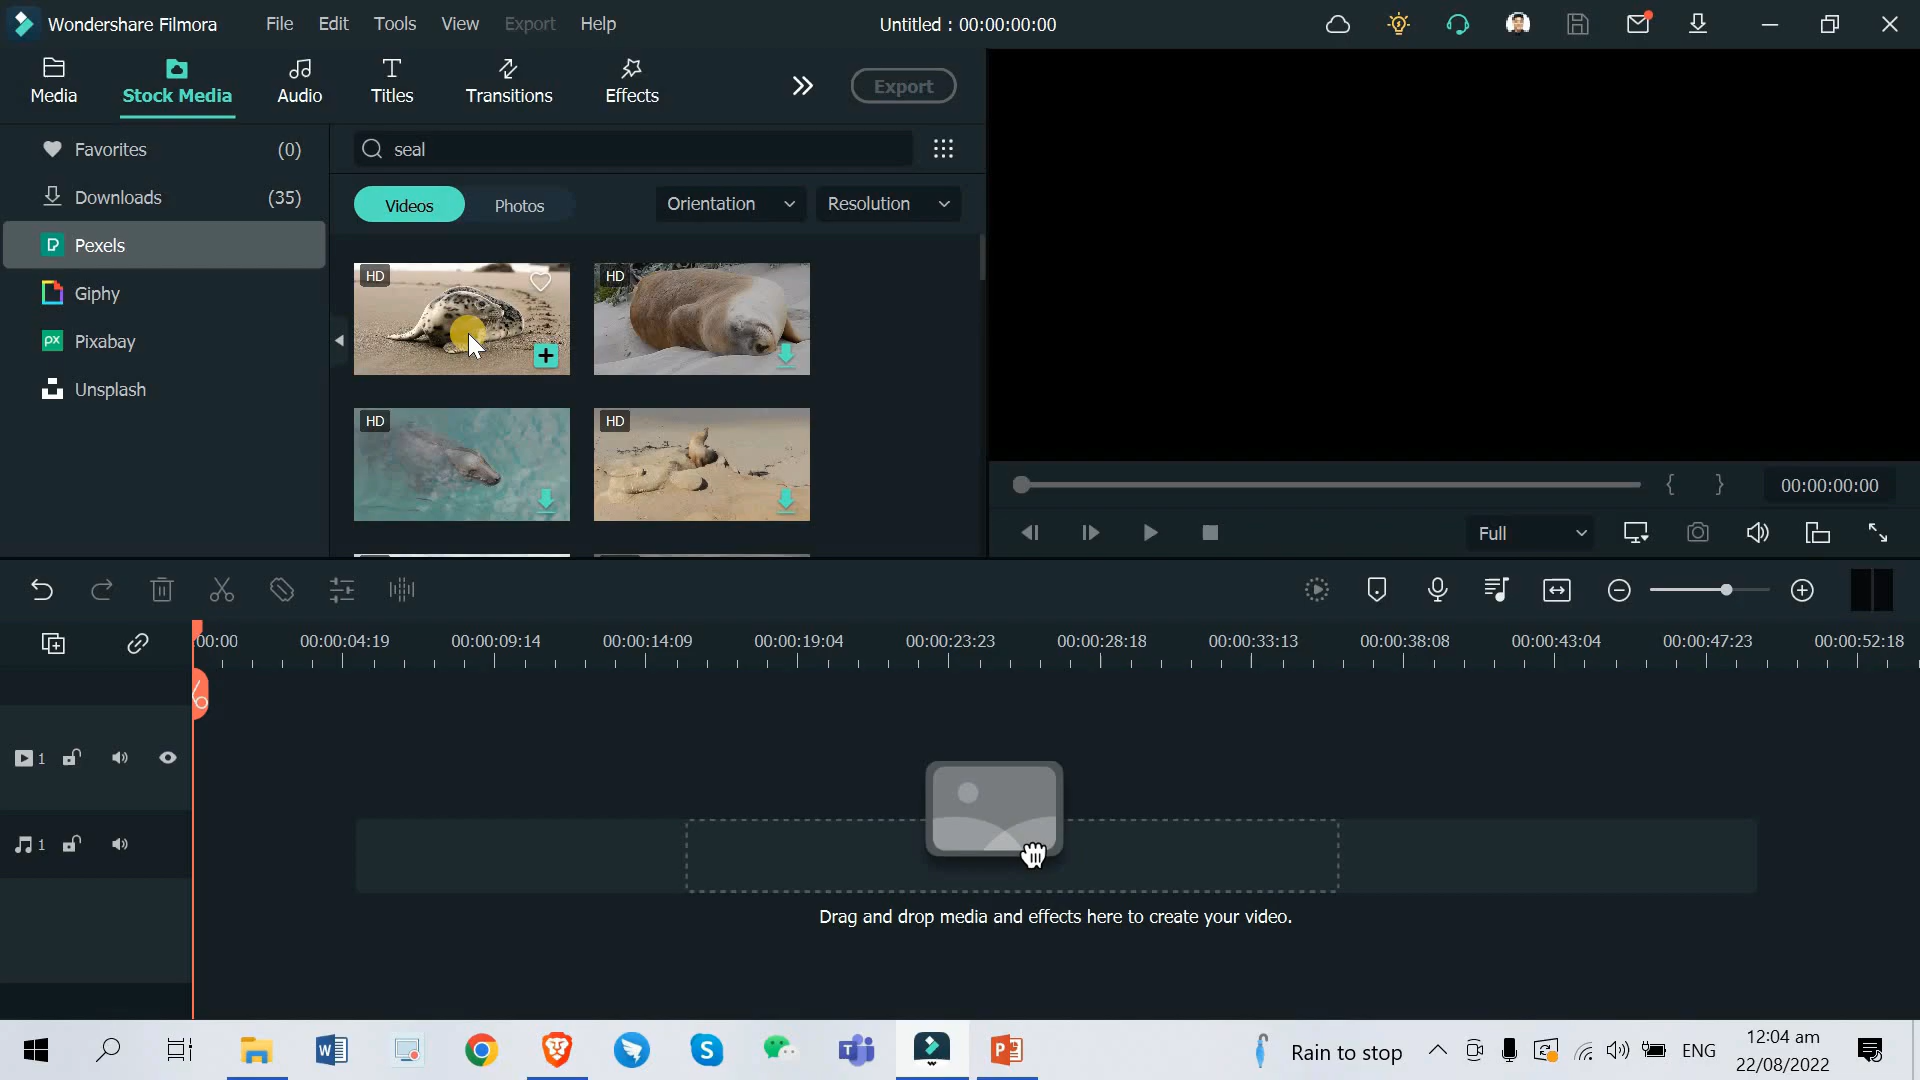 Wondershare Filmora File Edit Tools View Export Help Untitled : 00:00:00:00
Media Stock Media Audio Titles Transitions Effects Export
Favorites (0)
Downloads (35)
Pexels
Giphy
Pixabay
Unsplash
seal
Videos Photos Orientation Resolution
HD HD
HD HD
00:00:00:00
Full
:00:00 00:00:04:19 00:00:09:14 00:00:14:09 00:00:19:04 00:00:23:23 00:00:28:18 00:00:33:13 00:00:38:08 00:00:43:04 00:00:47:23 00:00:52:18
1
1
Drag and drop media and effects here to create your video.
Rain to stop ENG 12:04 am
22/08/2022